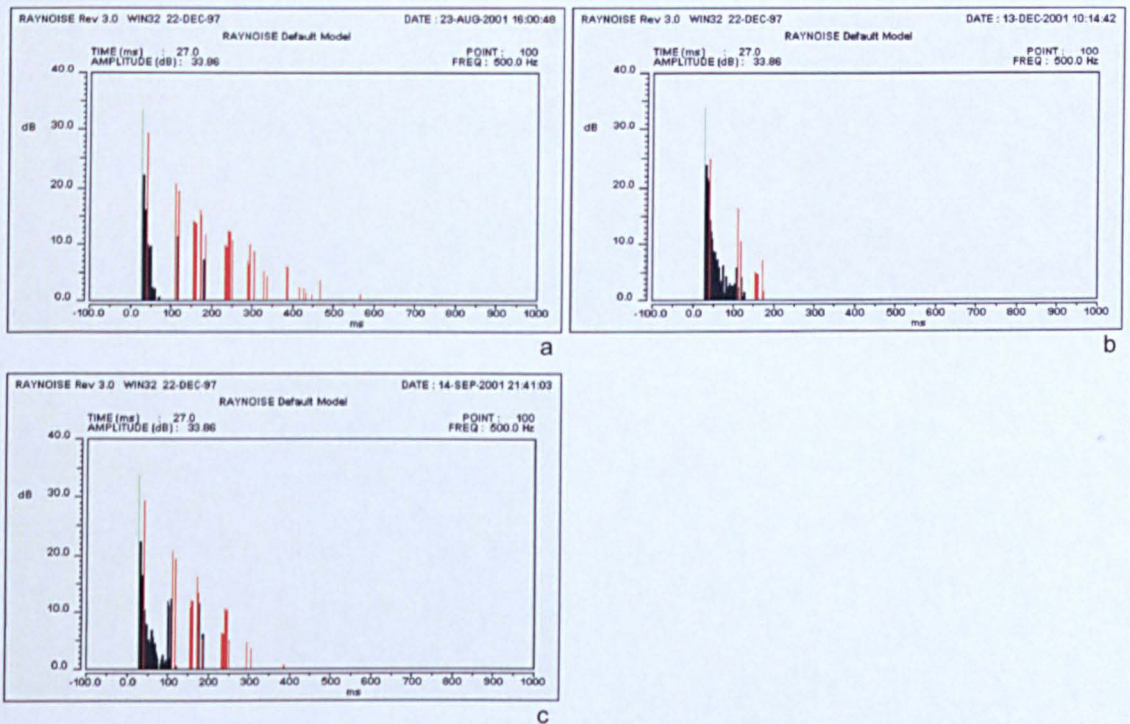 RAYNOISE Rev 3.0 WIN32 22-DEC-97 DATE : 23-AUG-2001 16:00:48
RAYNOISE Default Model
TIME (ms) : 27.0 POINT : 100
AMPLITUDE (dB) : 33.86 FREQ : 500.0 Hz
40.0
dB
30.0
20.0
10.0
0.0
-100.0 0.0 100 200 300 400 500 600 700 800 900 1000
ms
a
RAYNOISE Rev 3.0 WIN32 22-DEC-97 DATE : 13-DEC-2001 10:14:42
RAYNOISE Default Model
TIME (ms) : 27.0 POINT : 100
AMPLITUDE (dB) : 33.86 FREQ : 500.0 Hz
40.0
dB
30.0
20.0
10.0
0.0
-100.0 0.0 100 200 300 400 500 600 700 800 900 1000
ms
b
RAYNOISE Rev 3.0 WIN32 22-DEC-97 DATE : 14-SEP-2001 21:41:03
RAYNOISE Default Model
TIME (ms) : 27.0 POINT : 100
AMPLITUDE (dB) : 33.86 FREQ : 500.0 Hz
40.0
dB
30.0
20.0
10.0
0.0
-100.0 0.0 100 200 300 400 500 600 700 800 900 1000
ms
c